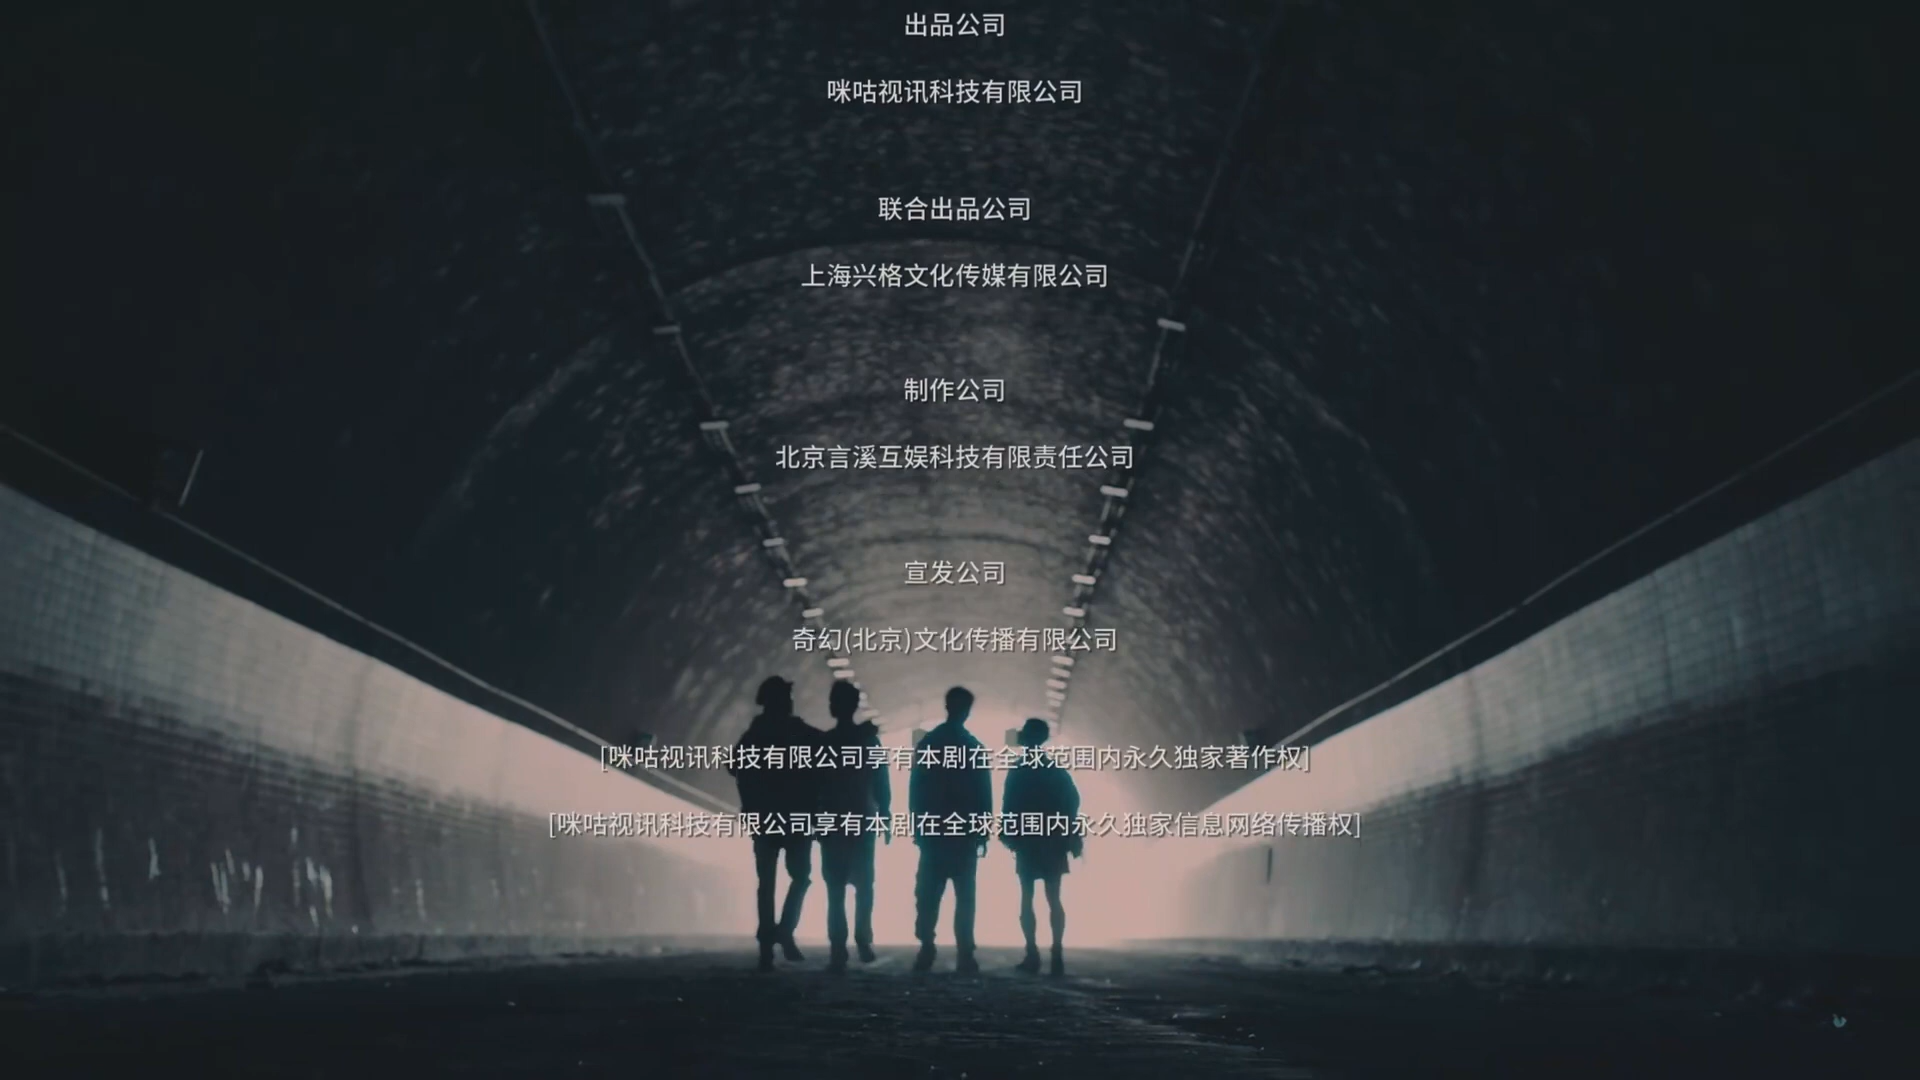 出品公司
咪咕视讯科技有限公司
联合出品公司
上海兴格文化传媒有限公司
制作公司
北京言溪互娱科技有限责任公司
宣发公司
奇幻(北京)文化传播有限公司
[咪咕视讯科技有限公司享有本剧在全球范围内永久独家著作权]
[咪咕视讯科技有限公司享有本剧在全球范围内永久独家信息网络传播权]